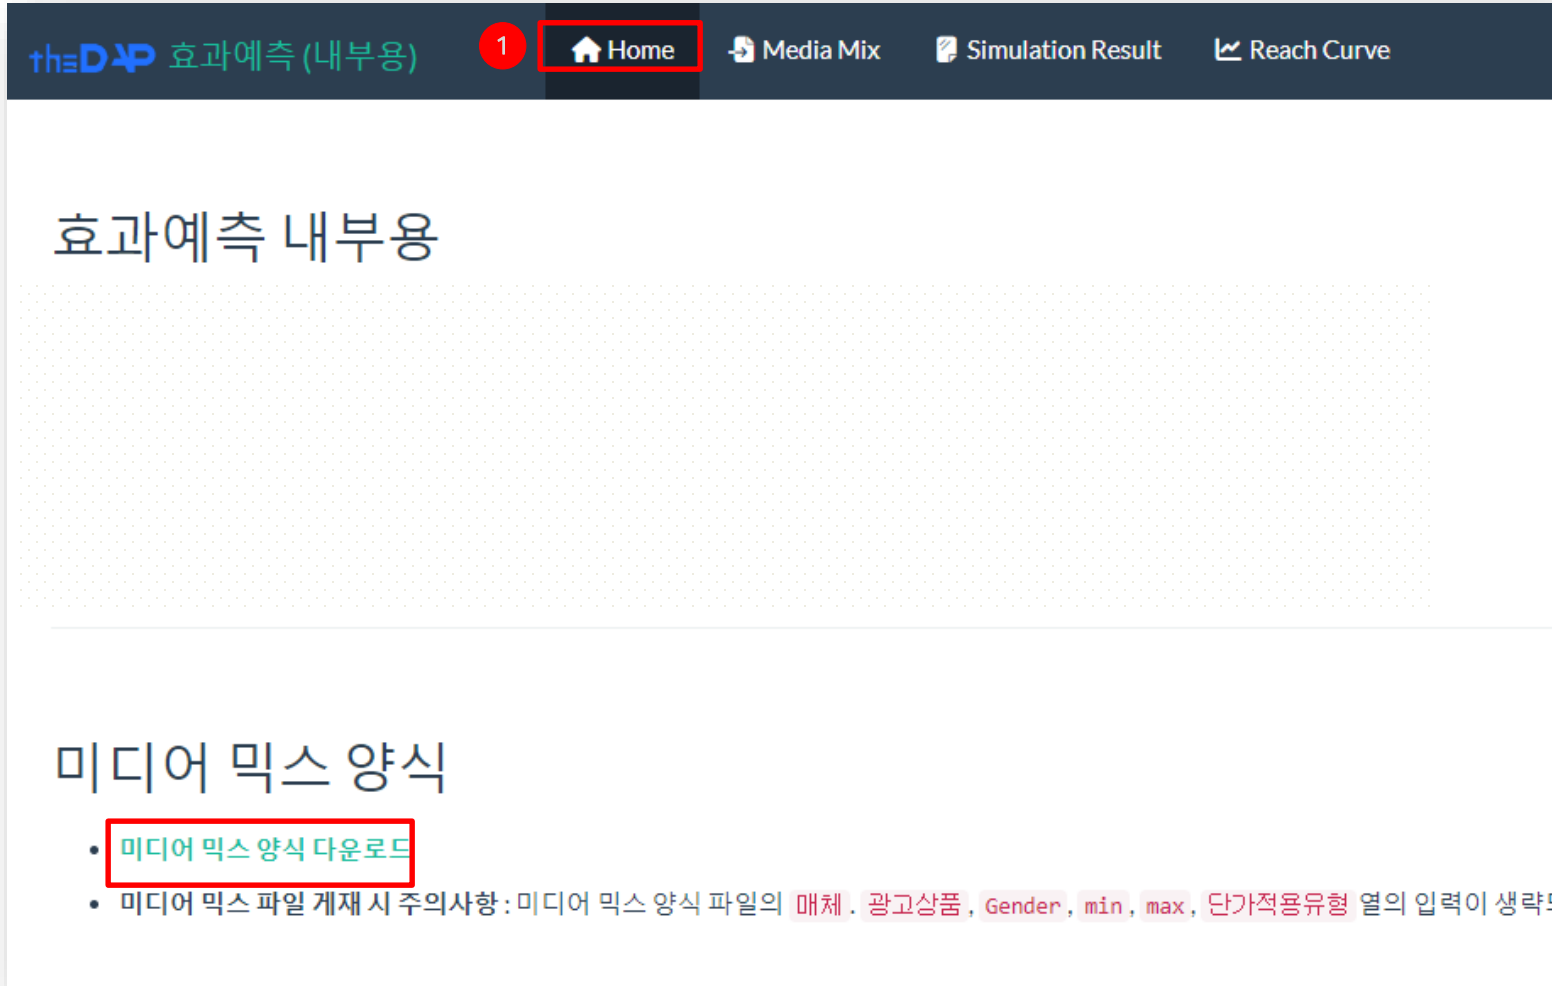 theDAP 효과예측 (내부용) 1 Home Media Mix Simulation Result Reach Curve
효과예측 내부용
미디어 믹스 양식
• 미디어 믹스 양식 다운로드
• 미디어 믹스 파일 게재 시 주의사항 : 미디어 믹스 양식 파일의 매체 . 광고상품 , Gender , min , max , 단가적용유형 열의 입력이 생략